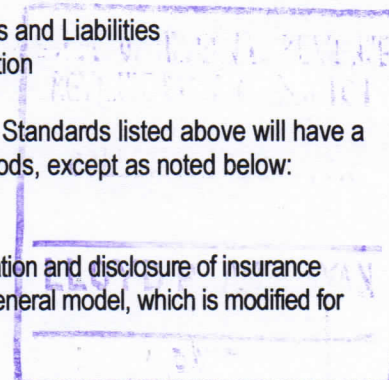 s and Liabilities
tion
Standards listed above will have a
ods, except as noted below:
ation and disclosure of insurance
eneral model, which is modified for